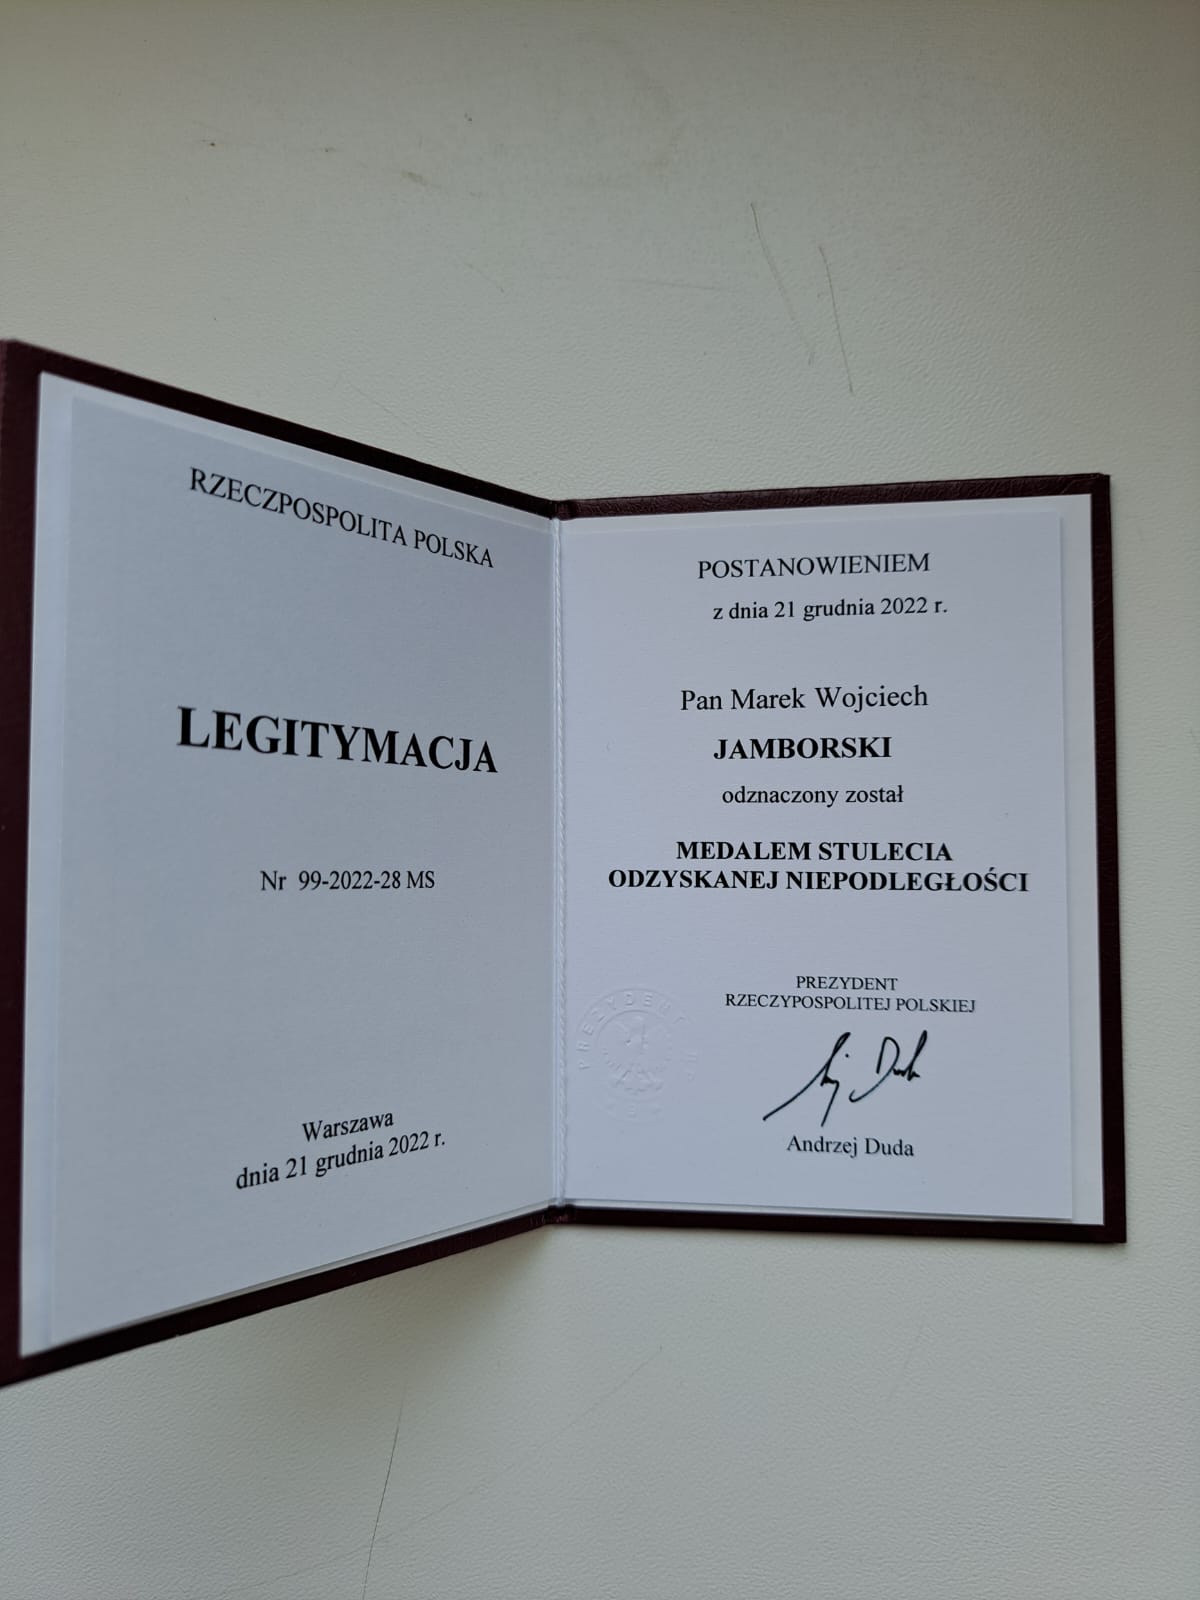 RZECZPOSPOLITA POLSKA
LEGITYMACJA
Nr 99-2022-28 MS
Warszawa
dnia 21 grudnia 2022 r.
POSTANOWIENIEM
z dnia 21 grudnia 2022 r.
Pan Marek Wojciech
JAMBORSKI
odznaczony został
MEDALEM STULECIA
ODZYSKANEJ NIEPODLEGŁOŚCI
PREZYDENT
PREZYDENT
RZECZYPOSPOLITEJ POLSKIEJ
Andrzej Duda